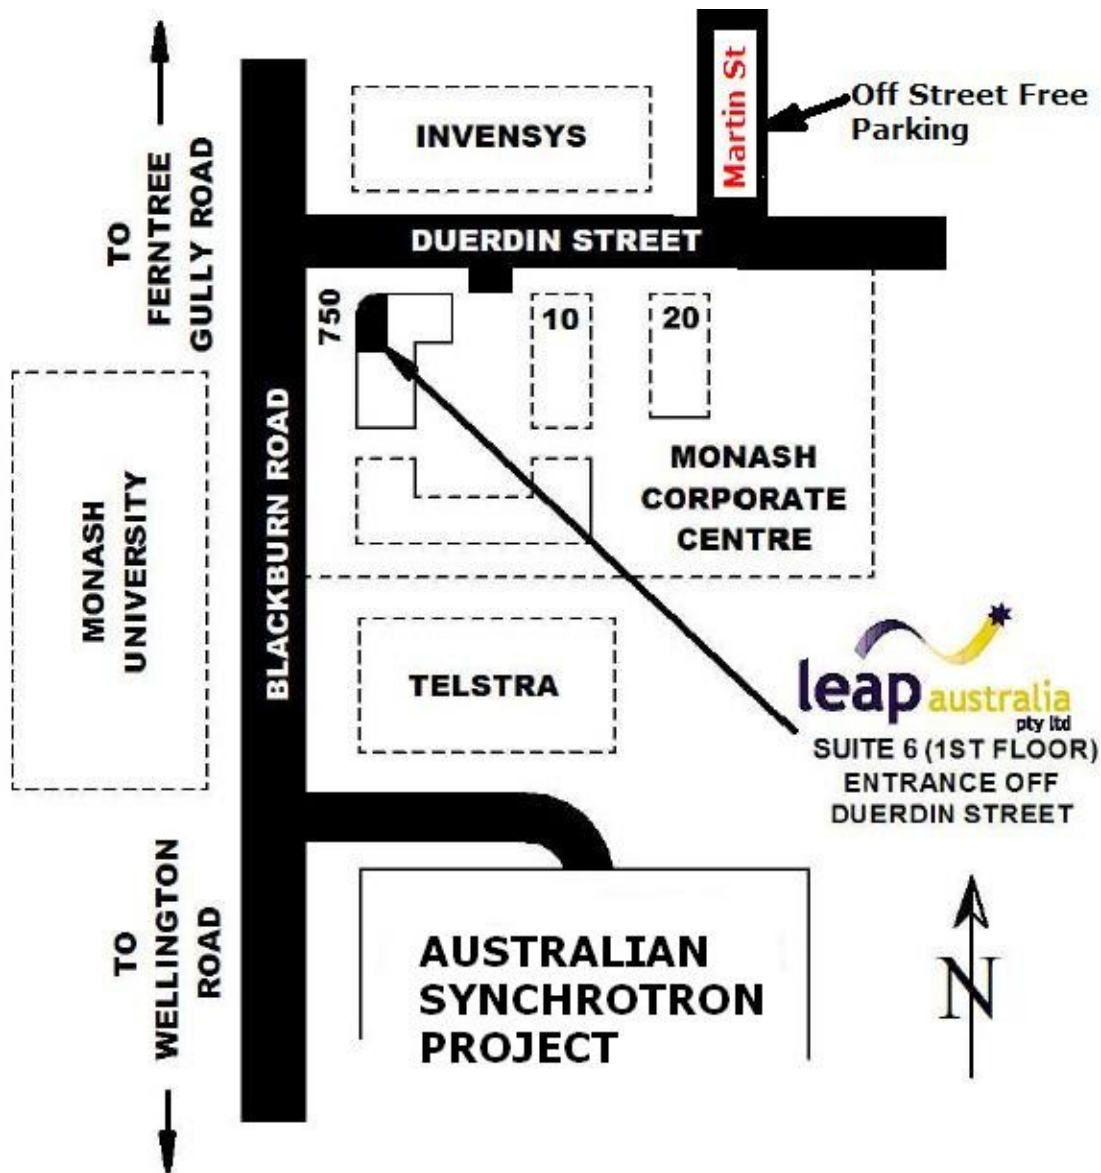 Martin St
Off Street Free
Parking
INVENSYS
TO
FERNTREE
GULLY ROAD
DUERDIN STREET
750
10
20
MONASH
CORPORATE
CENTRE
MONASH
UNIVERSITY
BLACKBURN ROAD
TELSTRA
leap australia
pty ltd
SUITE 6 (1ST FLOOR)
ENTRANCE OFF
DUERDIN STREET
TO
WELLINGTON
ROAD
AUSTRALIAN
SYNCHROTRON
PROJECT
N